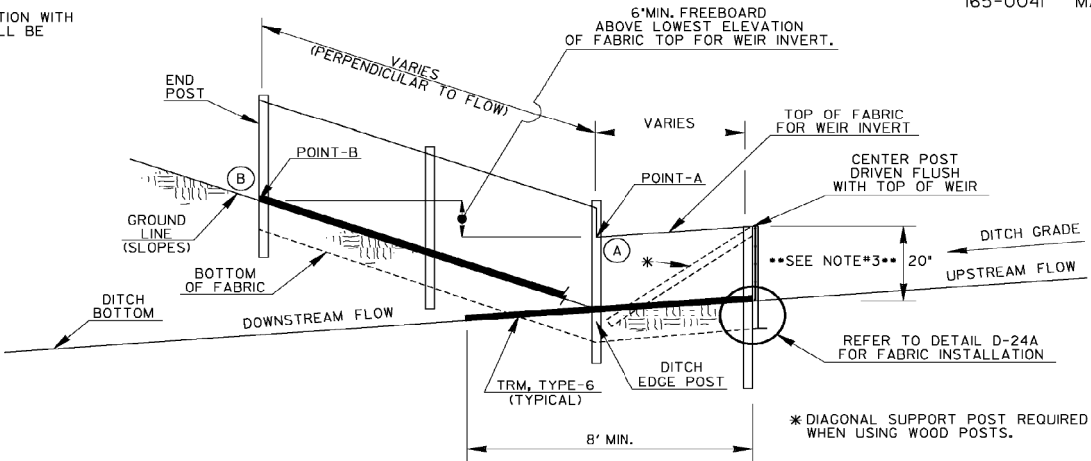 TION WITH
LL BE
165-0041 MA
6"MIN. FREEBOARD
ABOVE LOWEST ELEVATION
OF FABRIC TOP FOR WEIR INVERT.
VARIES
(PERPENDICULAR TO FLOW)
END
POST
VARIES
TOP OF FABRIC
FOR WEIR INVERT
POINT-B
POINT-A
CENTER POST
DRIVEN FLUSH
WITH TOP OF WEIR
B
A
GROUND
LINE
(SLOPES)
*
**SEE NOTE#3**
20"
DITCH GRADE
UPSTREAM FLOW
BOTTOM
OF FABRIC
DITCH
BOTTOM
DOWNSTREAM FLOW
REFER TO DETAIL D-24A
FOR FABRIC INSTALLATION
TRM, TYPE-6
(TYPICAL)
DITCH
EDGE POST
8' MIN.
* DIAGONAL SUPPORT POST REQUIRED
WHEN USING WOOD POSTS.